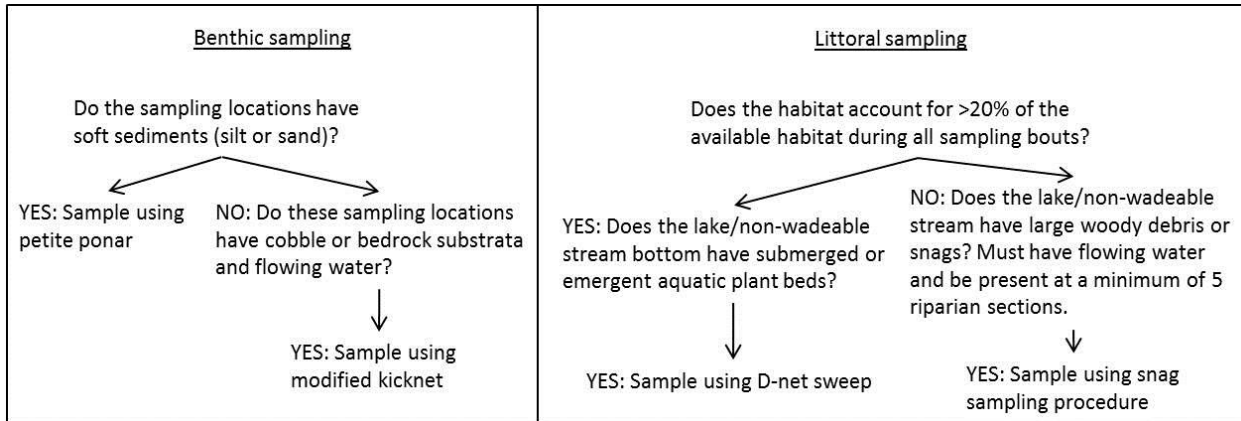 Benthic sampling
Do the sampling locations have
soft sediments (silt or sand)?
YES: Sample using
petite ponar
NO: Do these sampling locations
have cobble or bedrock substrata
and flowing water?
YES: Sample using
modified kicknet
Littoral sampling
Does the habitat account for >20% of the
available habitat during all sampling bouts?
YES: Does the lake/non-wadeable
stream bottom have submerged or
emergent aquatic plant beds?
YES: Sample using D-net sweep
NO: Does the lake/non-wadeable
stream have large woody debris or
snags? Must have flowing water
and be present at a minimum of 5
riparian sections.
YES: Sample using snag
sampling procedure